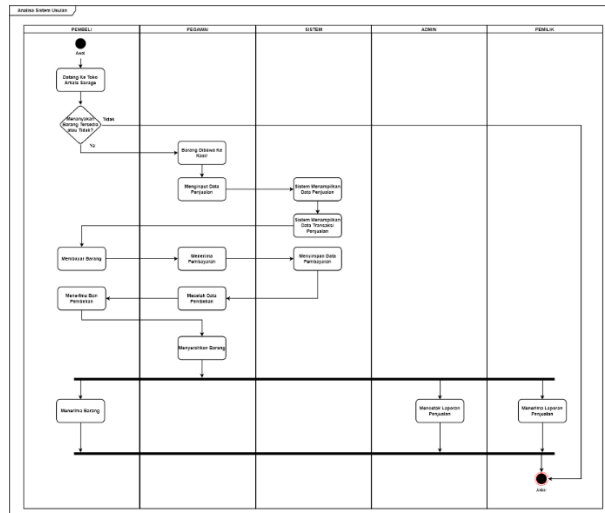 Analisa Sistem Usulan
PEMBELI
PEGAWAI
SISTEM
ADMIN
PEMILIK
Awal
Datang Ke Toko
Arhala Saraga
Menanyakan
Barang Tersedia
atau Tidak?
Tidak
Ya
Barang Dibawa Ke
Kasir
Menginput Data
Penjualan
Sistem Menampilkan
Data Penjualan
Sistem Menampilkan
Data Transaksi
Penjualan
Membayar Barang
Menerima
Pembayaran
Menyimpan Data
Pembayaran
Menerima Bon
Pembelian
Mencetak Data
Pembelian
Menyerahkan Barang
Menerima Barang
Mencetak Laporan
Penjualan
Menerima Laporan
Penjualan
Akhir